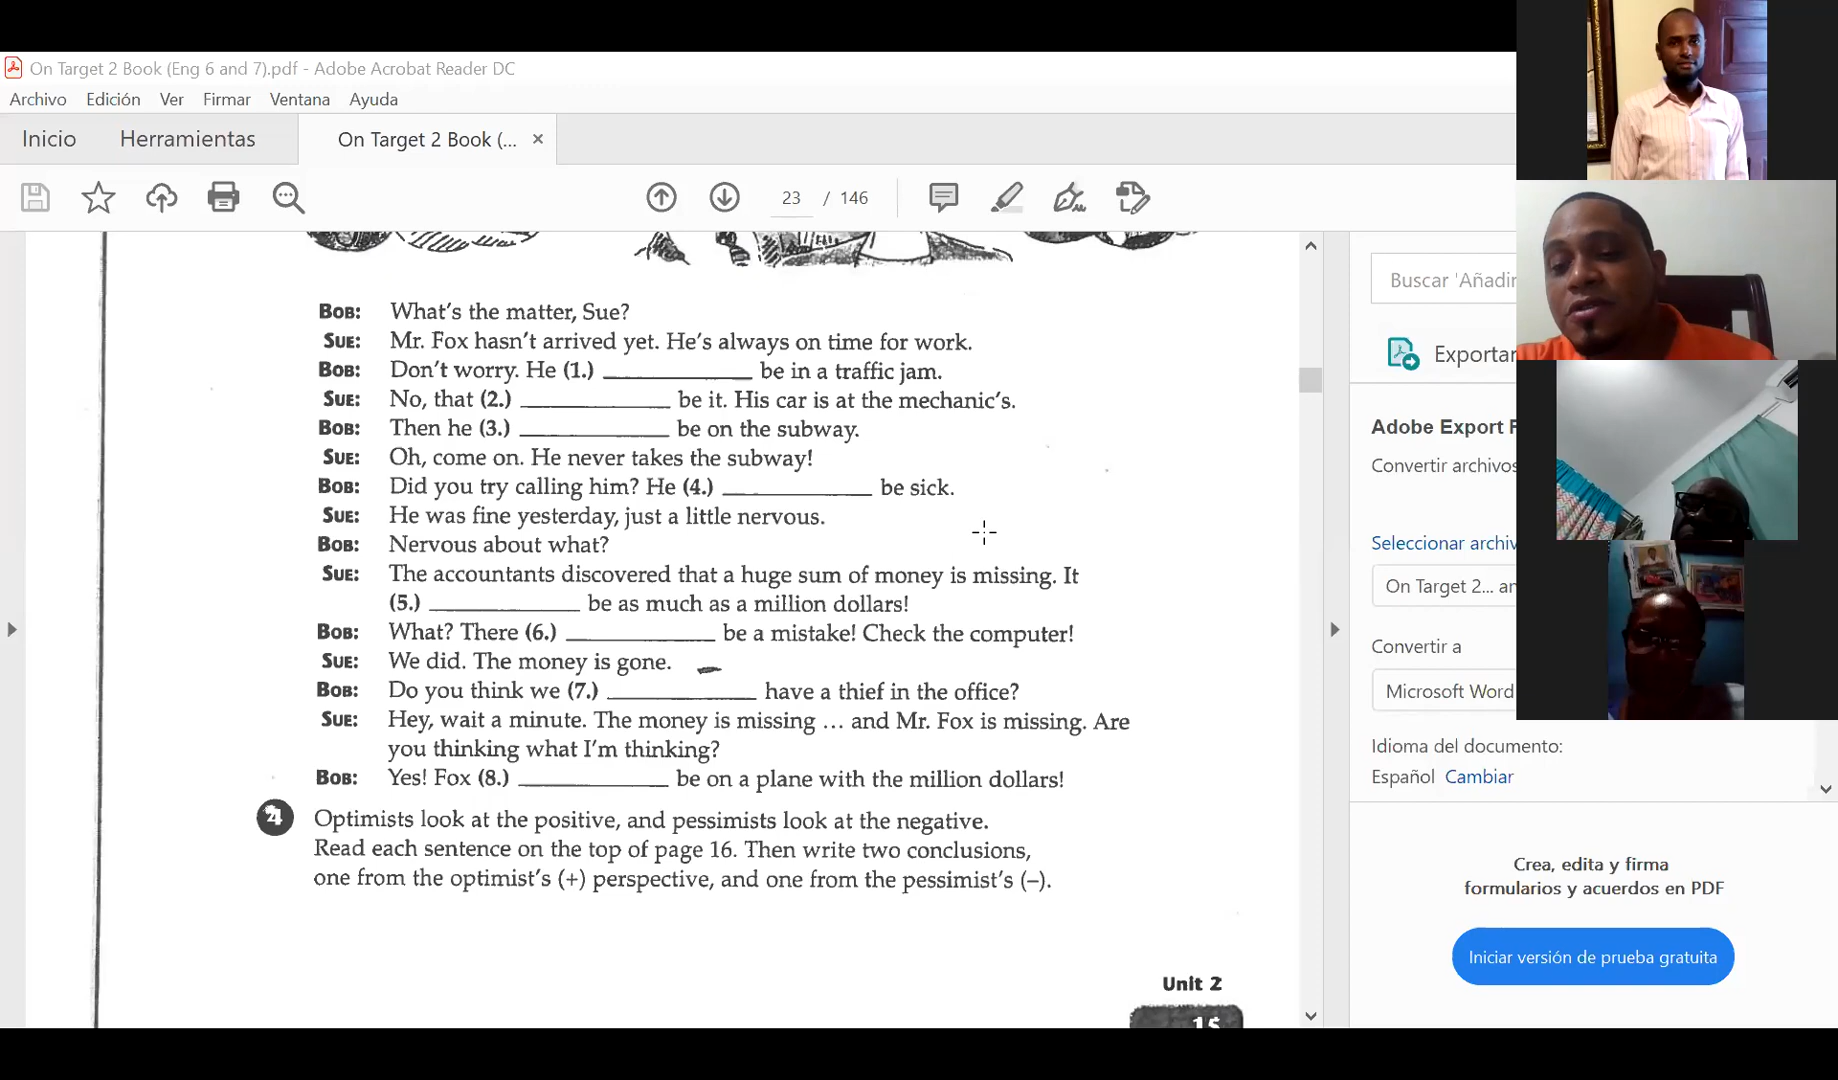 On Target 2 Book (Eng 6 and 7).pdf - Adobe Acrobat Reader DC
Archivo Edición Ver Firmar Ventana Ayuda
Inicio Herramientas On Target 2 Book (... ×
23 / 146
BOB: What's the matter, Sue?
SUE: Mr. Fox hasn't arrived yet. He's always on time for work.
BOB: Don't worry. He (1.) ____________ be in a traffic jam.
SUE: No, that (2.) ____________ be it. His car is at the mechanic's.
BOB: Then he (3.) ____________ be on the subway.
SUE: Oh, come on. He never takes the subway!
BOB: Did you try calling him? He (4.) ____________ be sick.
SUE: He was fine yesterday, just a little nervous.
BOB: Nervous about what?
SUE: The accountants discovered that a huge sum of money is missing. It
(5.) ____________ be as much as a million dollars!
BOB: What? There (6.) ____________ be a mistake! Check the computer!
SUE: We did. The money is gone.
BOB: Do you think we (7.) ____________ have a thief in the office?
SUE: Hey, wait a minute. The money is missing ... and Mr. Fox is missing. Are
you thinking what I'm thinking?
BOB: Yes! Fox (8.) ____________ be on a plane with the million dollars!
4 Optimists look at the positive, and pessimists look at the negative.
Read each sentence on the top of page 16. Then write two conclusions,
one from the optimist's (+) perspective, and one from the pessimist's (–).
Unit 2
15
Buscar 'Añadir
Exportar
Adobe Export P
Convertir archivos
Seleccionar archiv
On Target 2... an
Convertir a
Microsoft Word
Idioma del documento:
Español Cambiar
Crea, edita y firma
formularios y acuerdos en PDF
Iniciar versión de prueba gratuita